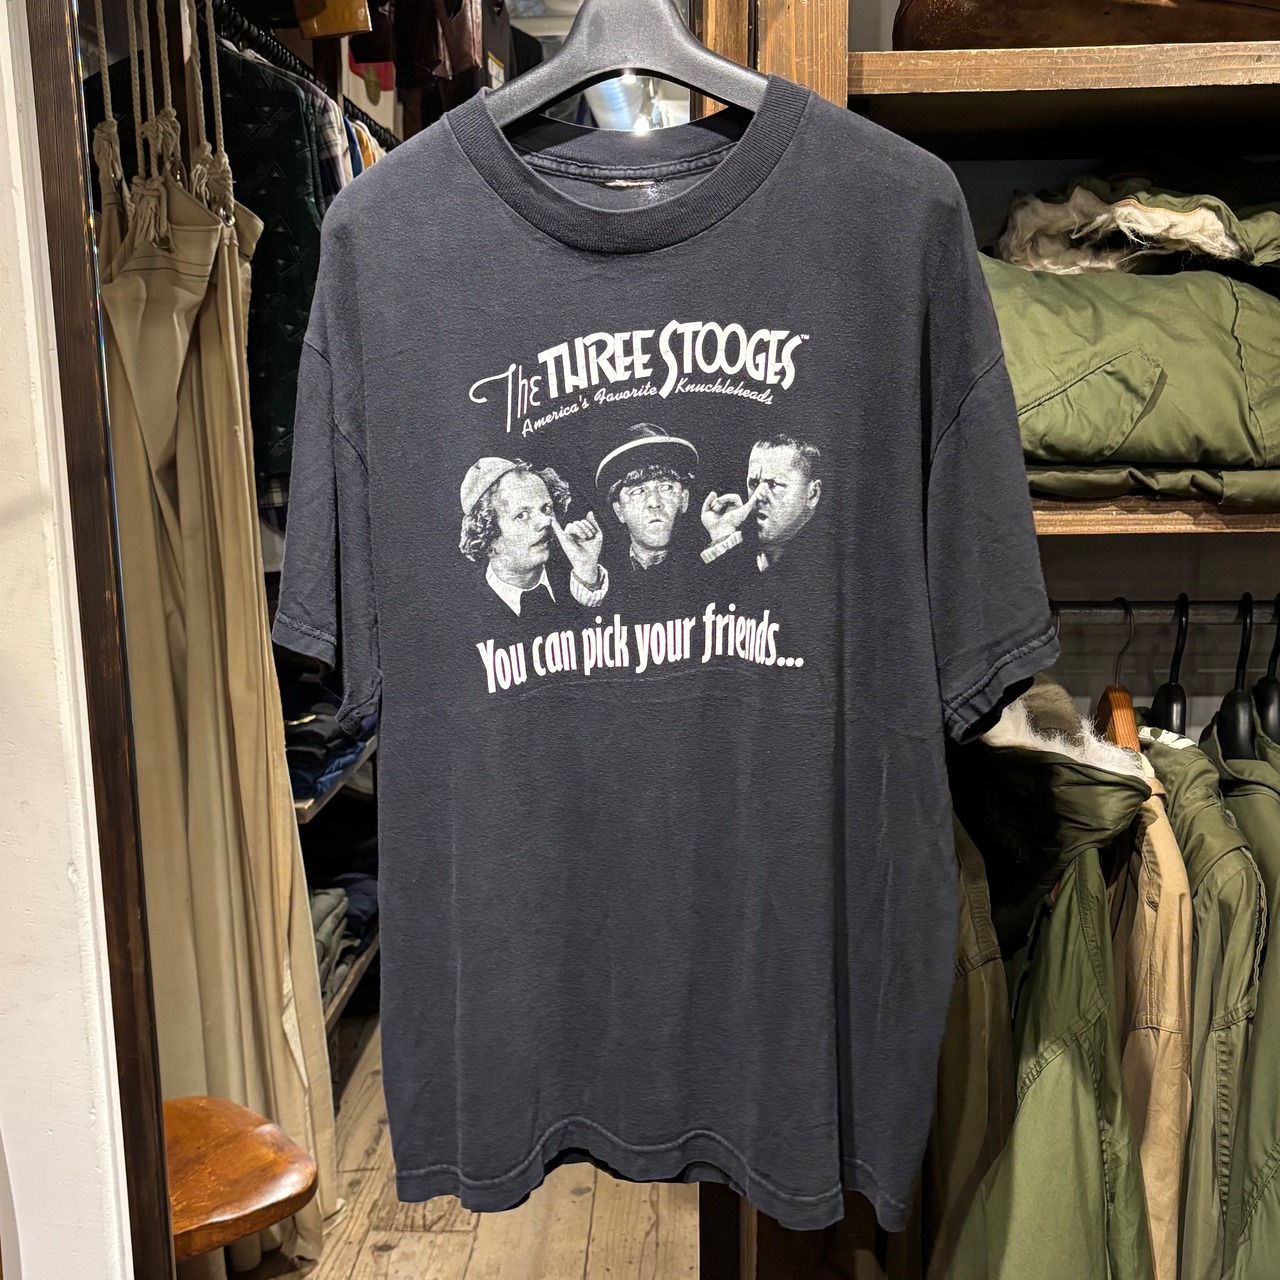 The THREE STOOGES™
America's Favorite Knuckleheads
You can pick your friends...